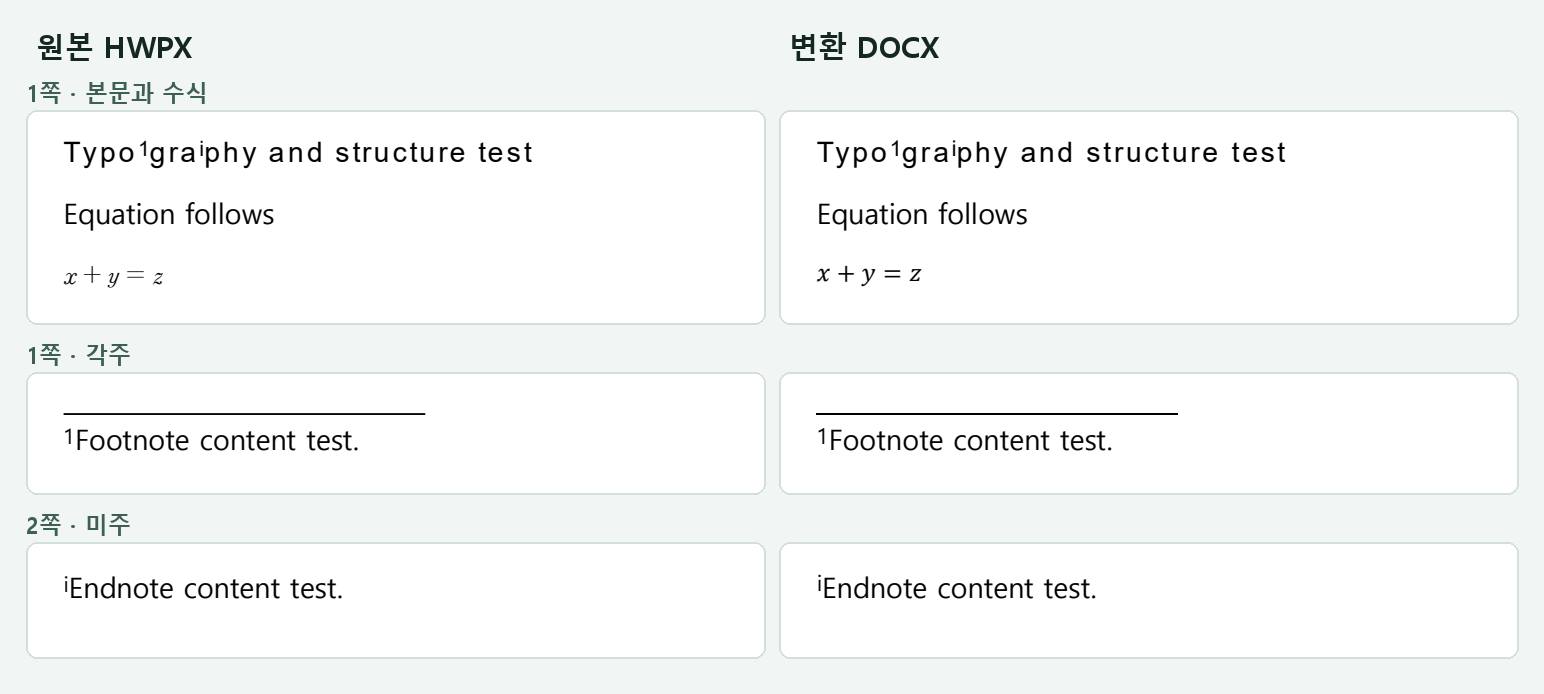 원본 HWPX
변환 DOCX
1쪽 · 본문과 수식
Typo¹graⁱphy and structure test
Equation follows
x + y = z
Typo¹graⁱphy and structure test
Equation follows
x + y = z
1쪽 · 각주
¹Footnote content test.
¹Footnote content test.
2쪽 · 미주
ⁱEndnote content test.
ⁱEndnote content test.